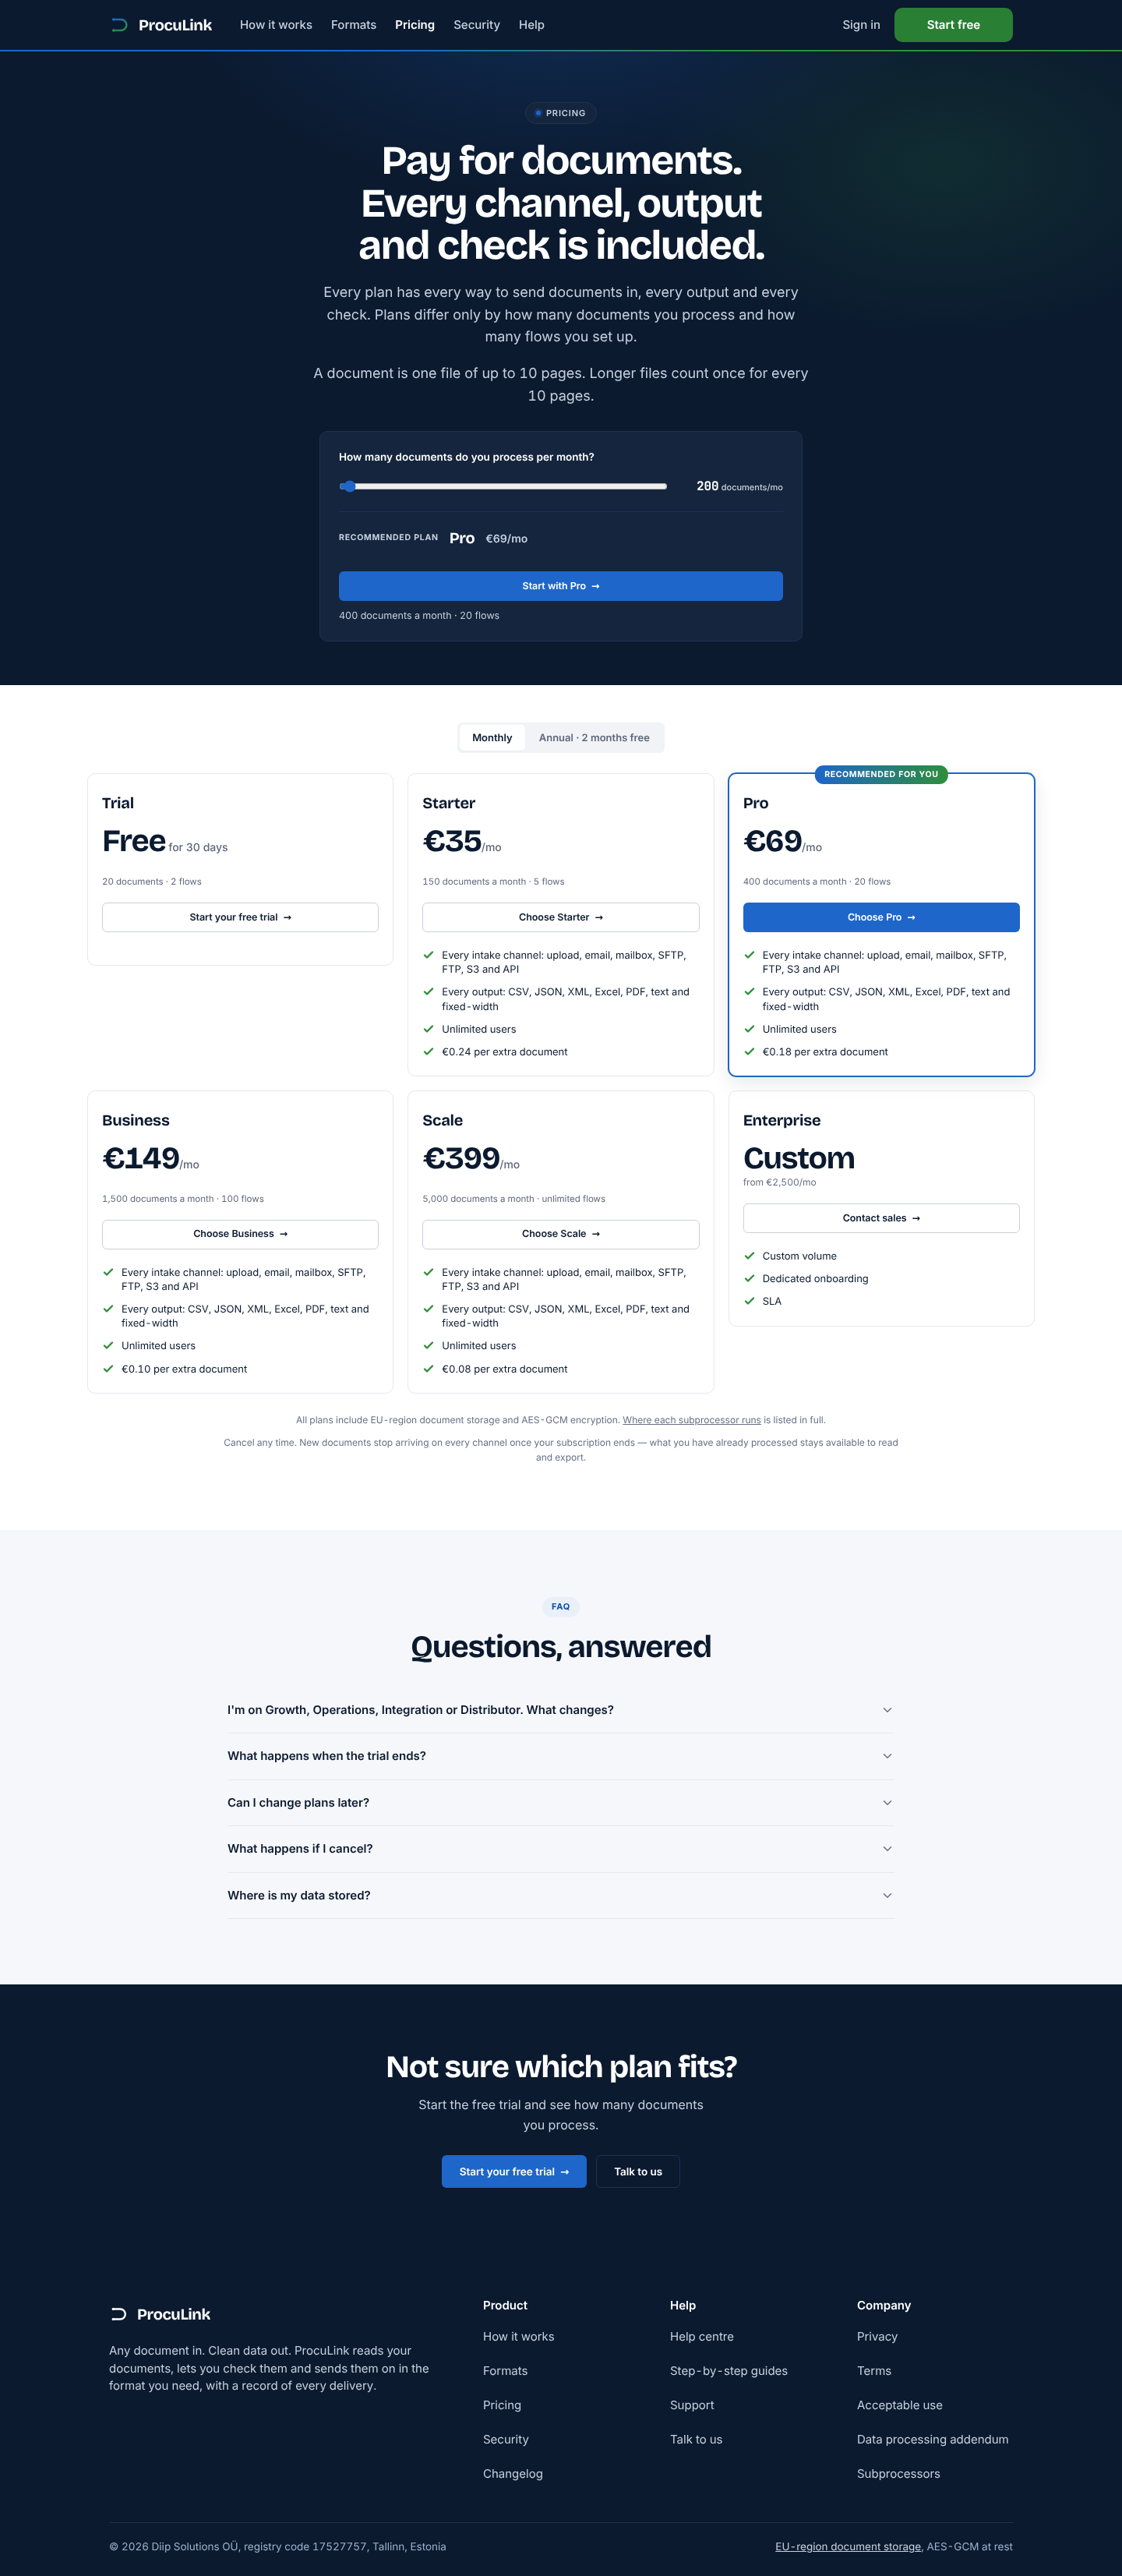 ProcuLink
How it works
Formats
Pricing
Security
Help
Sign in
Start free
PRICING
Pay for documents.
Every channel, output
and check is included.
Every plan has every way to send documents in, every output and every
check. Plans differ only by how many documents you process and how
many flows you set up.
A document is one file of up to 10 pages. Longer files count once for every
10 pages.
How many documents do you process per month?
200 documents/mo
RECOMMENDED PLAN Pro €69/mo
Start with Pro →
400 documents a month · 20 flows
Monthly
Annual · 2 months free
Trial
Free for 30 days
20 documents · 2 flows
Start your free trial →
Starter
€35/mo
150 documents a month · 5 flows
Choose Starter →
Every intake channel: upload, email, mailbox, SFTP,
FTP, S3 and API
Every output: CSV, JSON, XML, Excel, PDF, text and
fixed-width
Unlimited users
€0.24 per extra document
RECOMMENDED FOR YOU
Pro
€69/mo
400 documents a month · 20 flows
Choose Pro →
Every intake channel: upload, email, mailbox, SFTP,
FTP, S3 and API
Every output: CSV, JSON, XML, Excel, PDF, text and
fixed-width
Unlimited users
€0.18 per extra document
Business
€149/mo
1,500 documents a month · 100 flows
Choose Business →
Every intake channel: upload, email, mailbox, SFTP,
FTP, S3 and API
Every output: CSV, JSON, XML, Excel, PDF, text and
fixed-width
Unlimited users
€0.10 per extra document
Scale
€399/mo
5,000 documents a month · unlimited flows
Choose Scale →
Every intake channel: upload, email, mailbox, SFTP,
FTP, S3 and API
Every output: CSV, JSON, XML, Excel, PDF, text and
fixed-width
Unlimited users
€0.08 per extra document
Enterprise
Custom
from €2,500/mo
Contact sales →
Custom volume
Dedicated onboarding
SLA
All plans include EU-region document storage and AES-GCM encryption. Where each subprocessor runs is listed in full.
Cancel any time. New documents stop arriving on every channel once your subscription ends — what you have already processed stays available to read
and export.
FAQ
Questions, answered
I'm on Growth, Operations, Integration or Distributor. What changes?
What happens when the trial ends?
Can I change plans later?
What happens if I cancel?
Where is my data stored?
Not sure which plan fits?
Start the free trial and see how many documents
you process.
Start your free trial →
Talk to us
ProcuLink
Any document in. Clean data out. ProcuLink reads your
documents, lets you check them and sends them on in the
format you need, with a record of every delivery.
Product
How it works
Formats
Pricing
Security
Changelog
Help
Help centre
Step-by-step guides
Support
Talk to us
Company
Privacy
Terms
Acceptable use
Data processing addendum
Subprocessors
© 2026 Diip Solutions OÜ, registry code 17527757, Tallinn, Estonia
EU-region document storage, AES-GCM at rest